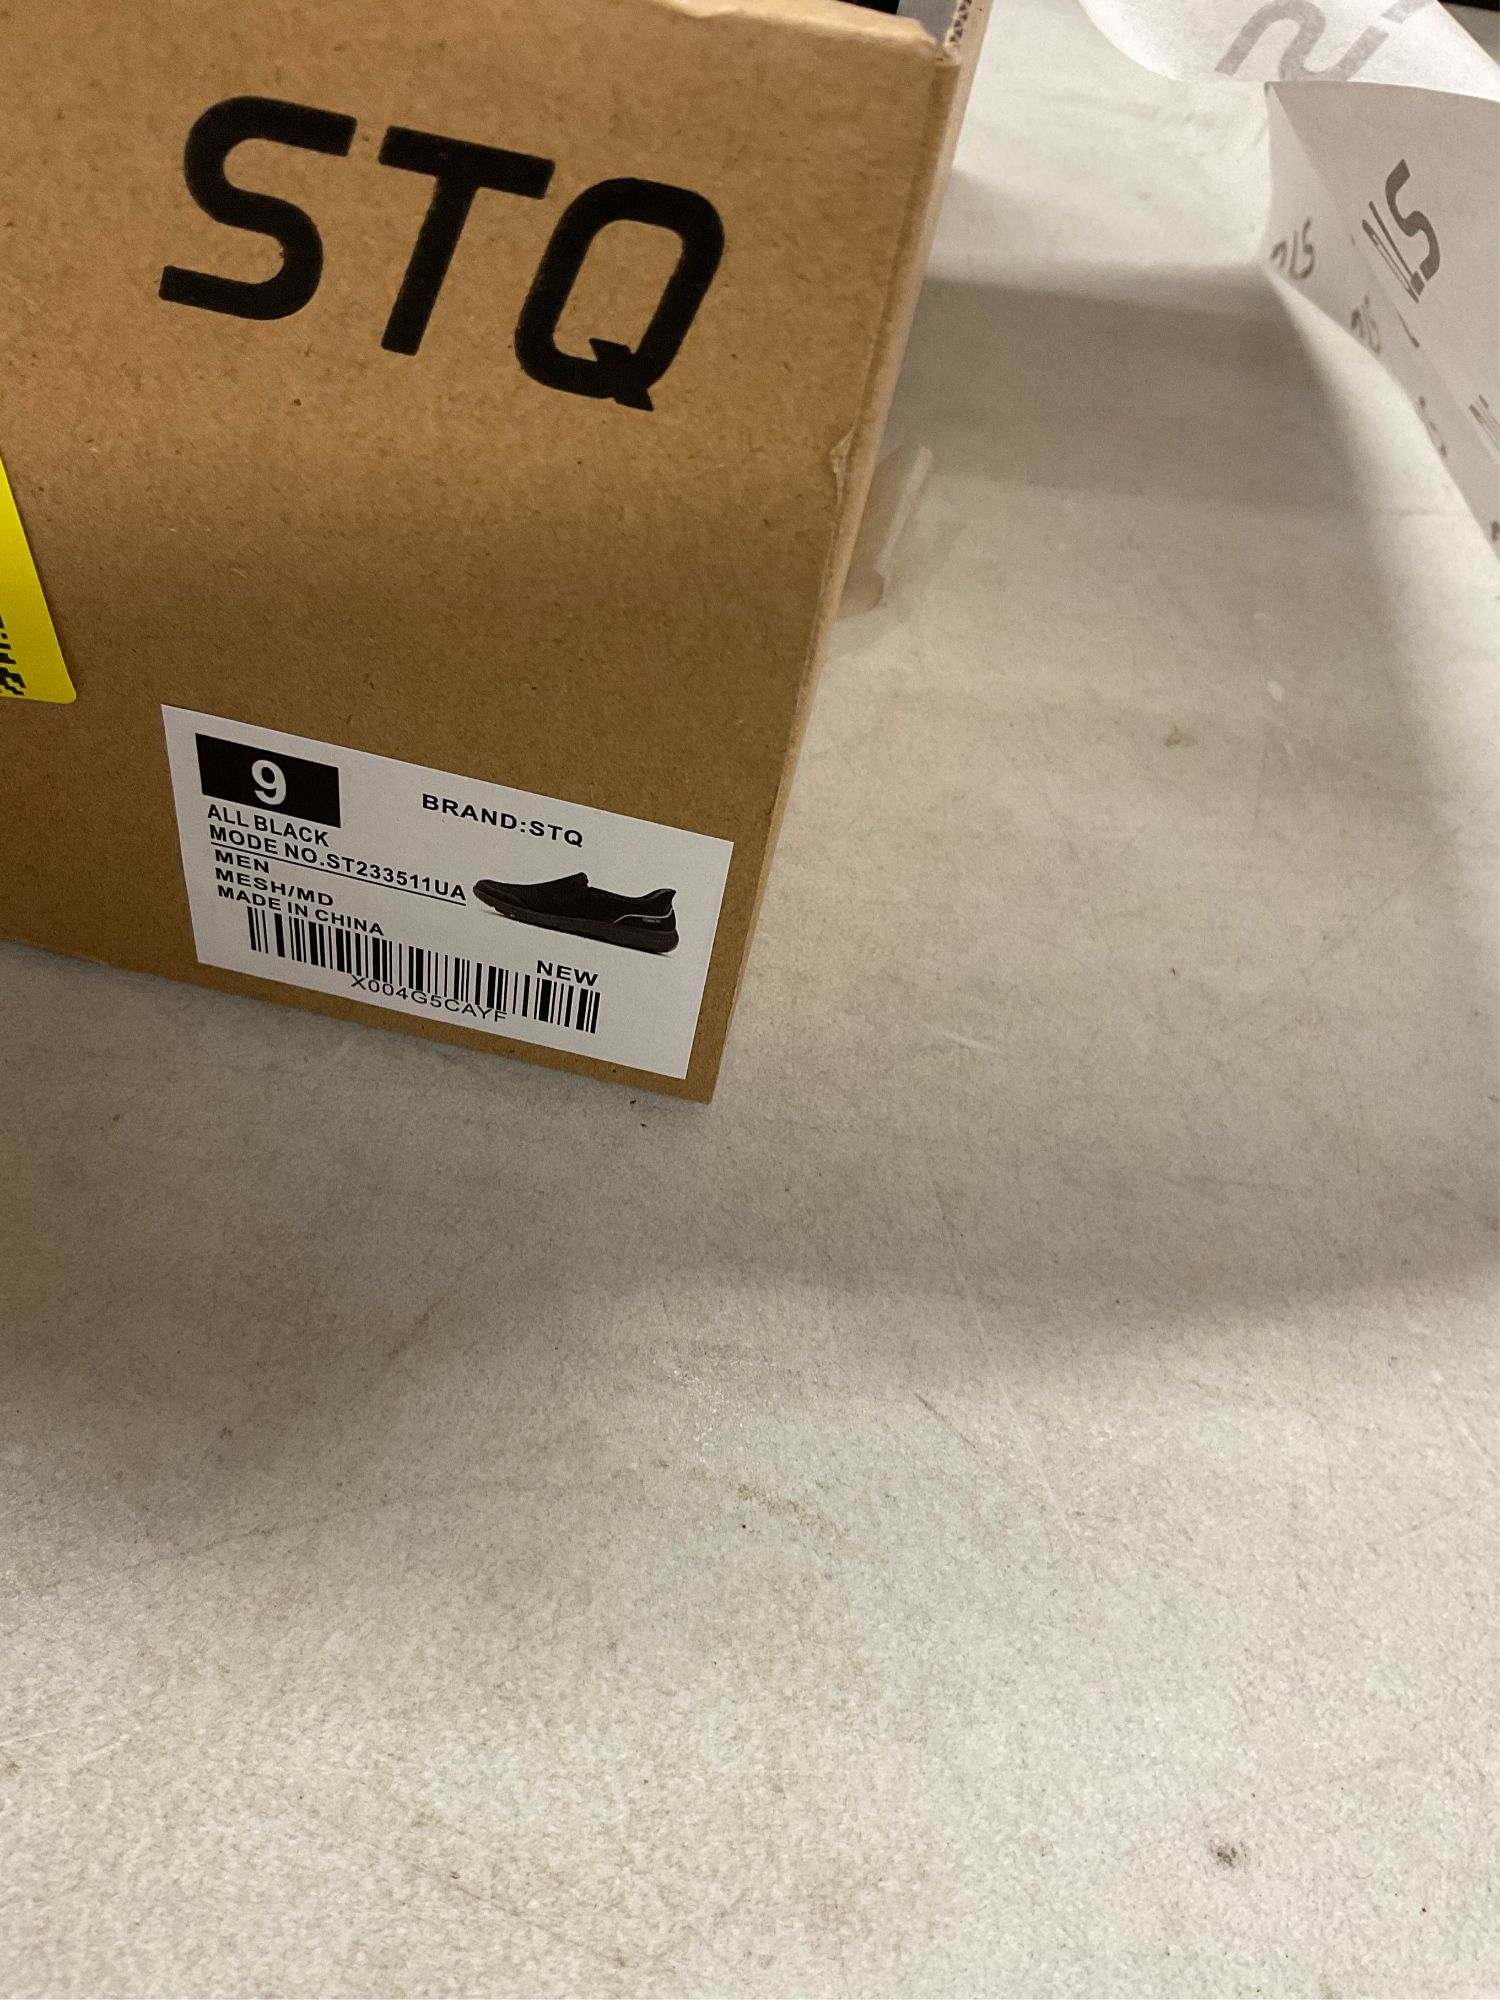 STQ
9
BRAND:STQ
ALL BLACK
MODE NO.ST233511UA
MEN
MESH/MD
MADE IN CHINA
NEW
X004G5CAYF